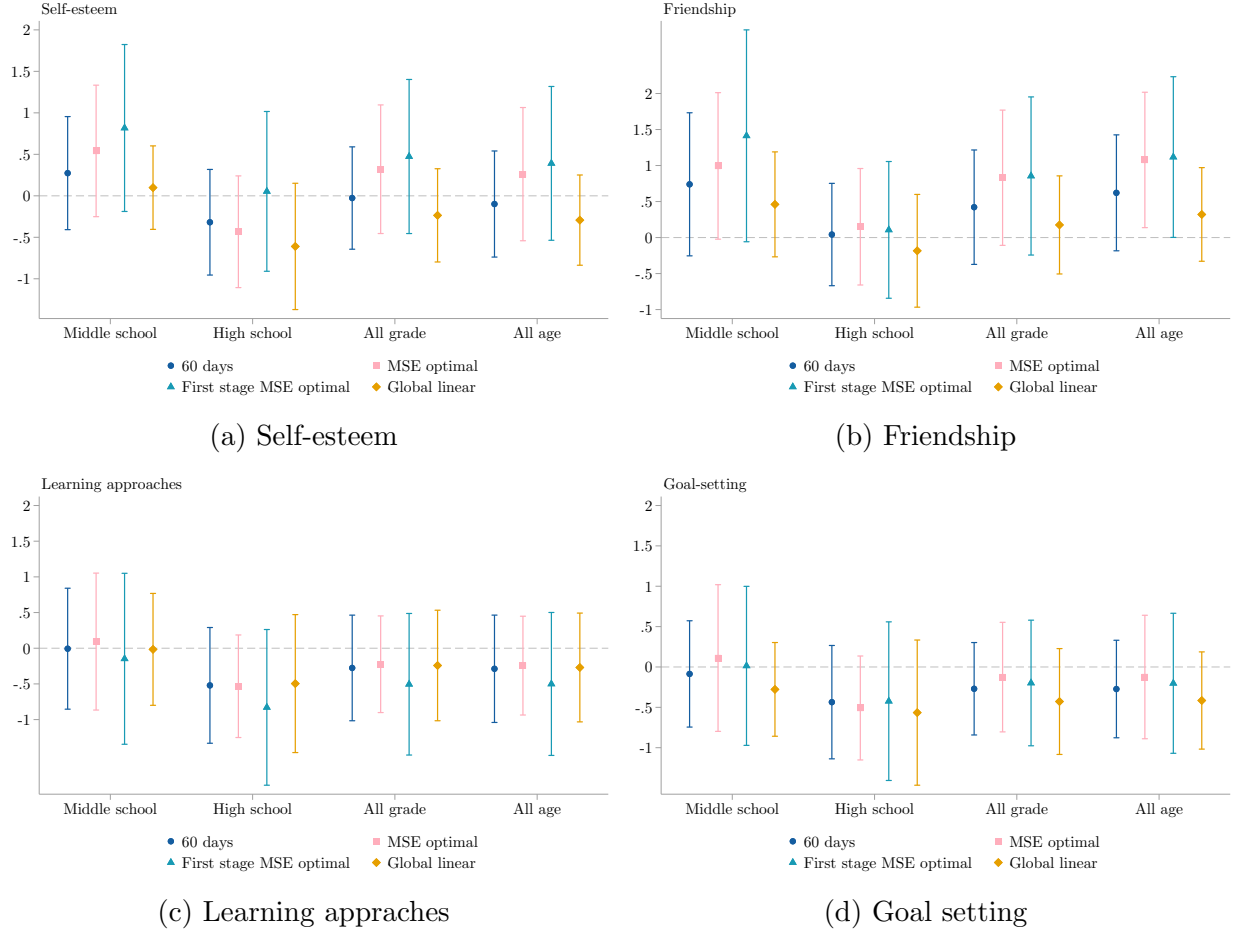 Self-esteem
2
1.5
1
.5
0
-.5
-1
Middle school High school All grade All age
60 days MSE optimal
First stage MSE optimal Global linear
(a) Self-esteem
Friendship
2
1.5
1
.5
0
-.5
-1
Middle school High school All grade All age
60 days MSE optimal
First stage MSE optimal Global linear
(b) Friendship
Learning approaches
2
1.5
1
.5
0
-.5
-1
Middle school High school All grade All age
60 days MSE optimal
First stage MSE optimal Global linear
(c) Learning appraches
Goal-setting
2
1.5
1
.5
0
-.5
-1
Middle school High school All grade All age
60 days MSE optimal
First stage MSE optimal Global linear
(d) Goal setting